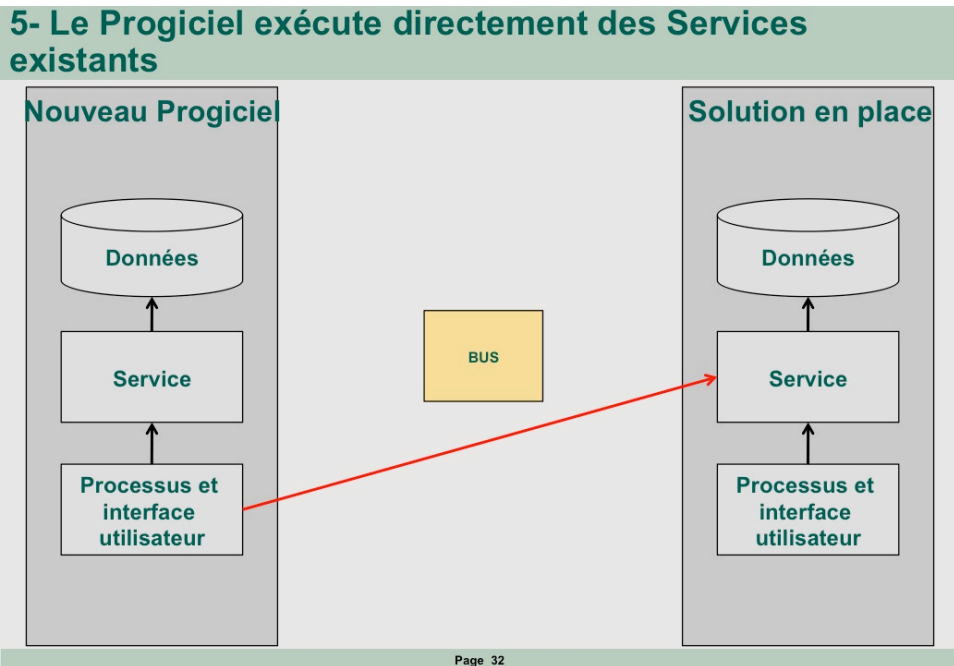 5- Le Progiciel exécute directement des Services
existants
Nouveau Progiciel
Solution en place
Données
Données
BUS
Service
Service
Processus et
interface
utilisateur
Processus et
interface
utilisateur
Page 32